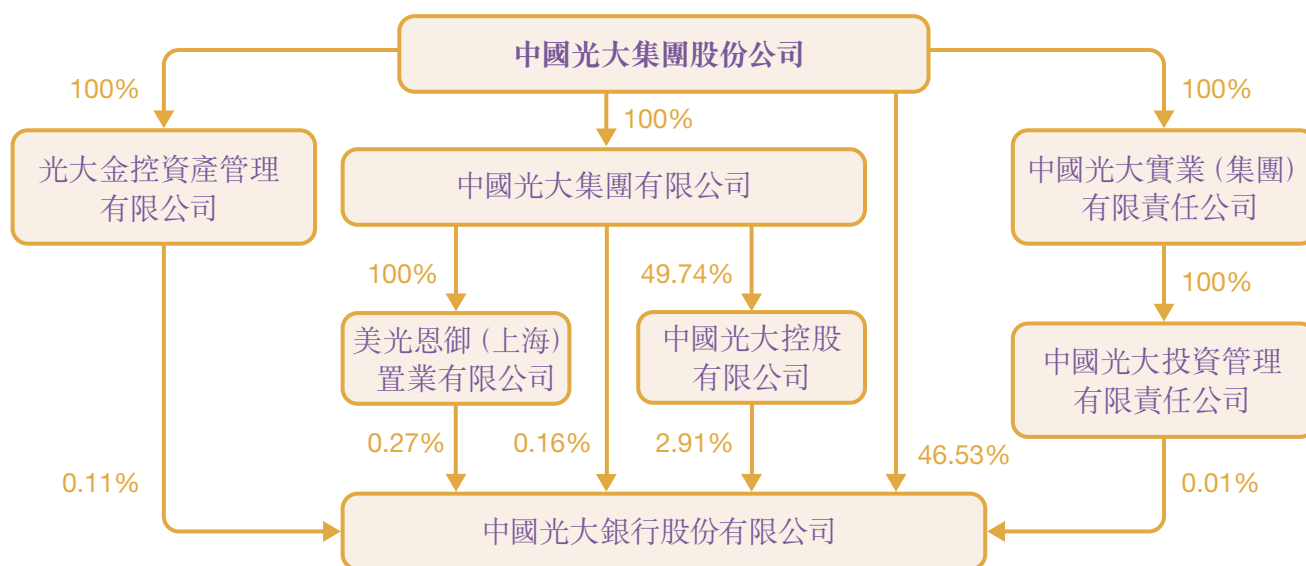 中國光大集團股份公司
100%
100%
100%
光大金控資產管理
有限公司
中國光大集團有限公司
中國光大實業(集團)
有限責任公司
100%
49.74%
100%
美光恩御(上海)
置業有限公司
中國光大控股
有限公司
中國光大投資管理
有限責任公司
0.11%
0.27%
0.16%
2.91%
46.53%
0.01%
中國光大銀行股份有限公司